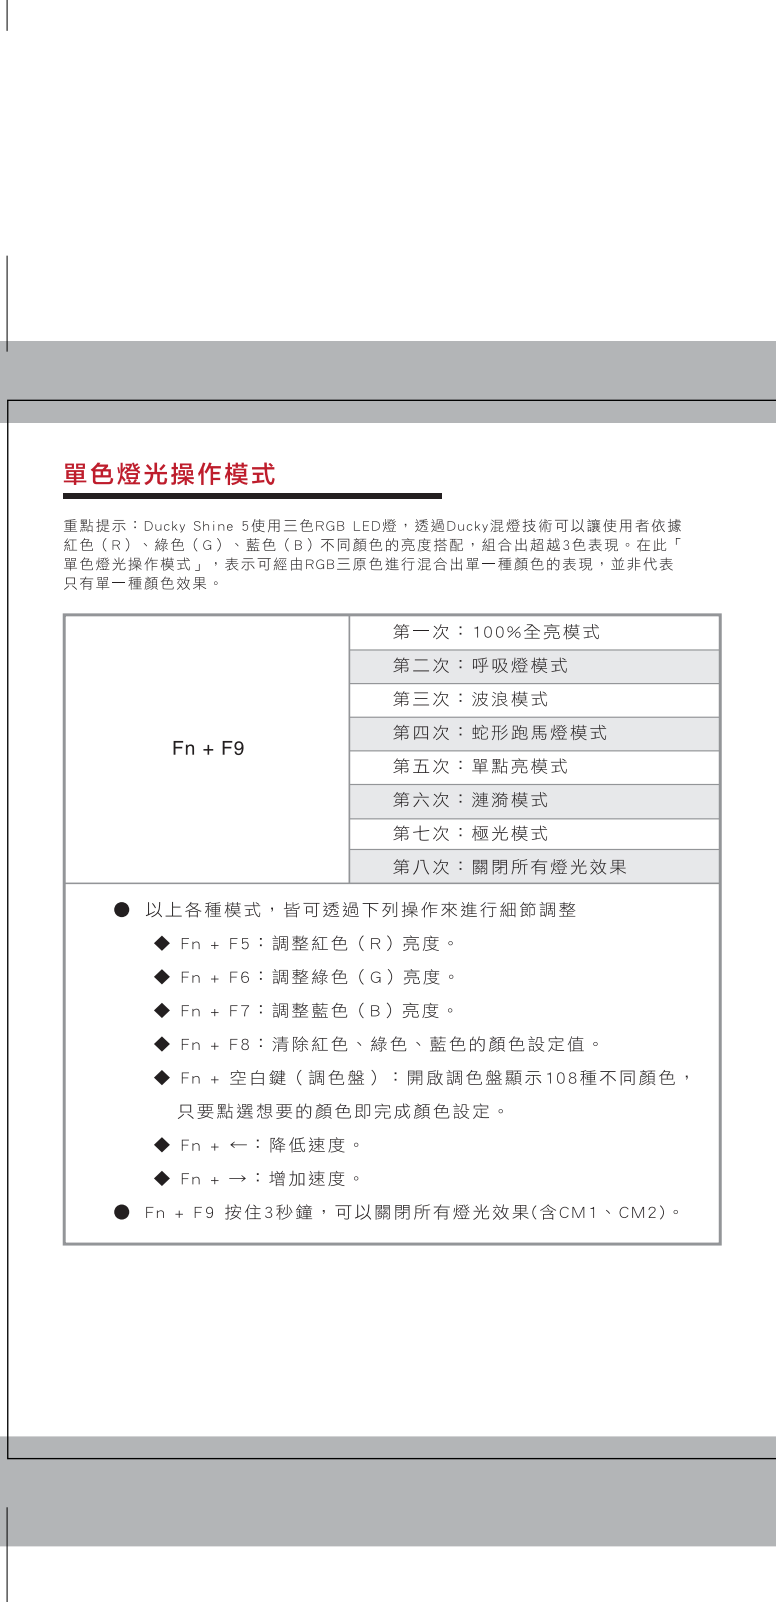 單色燈光操作模式
重點提示：Ducky Shine 5使用三色RGB LED燈，透過Ducky混燈技術可以讓使用者依據
紅色（R）、綠色（G）、藍色（B）不同顏色的亮度搭配，組合出超越3色表現。在此「
單色燈光操作模式」，表示可經由RGB三原色進行混合出單一種顏色的表現，並非代表
只有單一種顏色效果。
Fn + F9
第一次：100%全亮模式
第二次：呼吸燈模式
第三次：波浪模式
第四次：蛇形跑馬燈模式
第五次：單點亮模式
第六次：漣漪模式
第七次：極光模式
第八次：關閉所有燈光效果
● 以上各種模式，皆可透過下列操作來進行細節調整
◆ Fn + F5：調整紅色（R）亮度。
◆ Fn + F6：調整綠色（G）亮度。
◆ Fn + F7：調整藍色（B）亮度。
◆ Fn + F8：清除紅色、綠色、藍色的顏色設定值。
◆ Fn + 空白鍵（調色盤）：開啟調色盤顯示108種不同顏色，
只要點選想要的顏色即完成顏色設定。
◆ Fn + ←：降低速度。
◆ Fn + →：增加速度。
● Fn + F9 按住3秒鐘，可以關閉所有燈光效果(含CM1、CM2)。